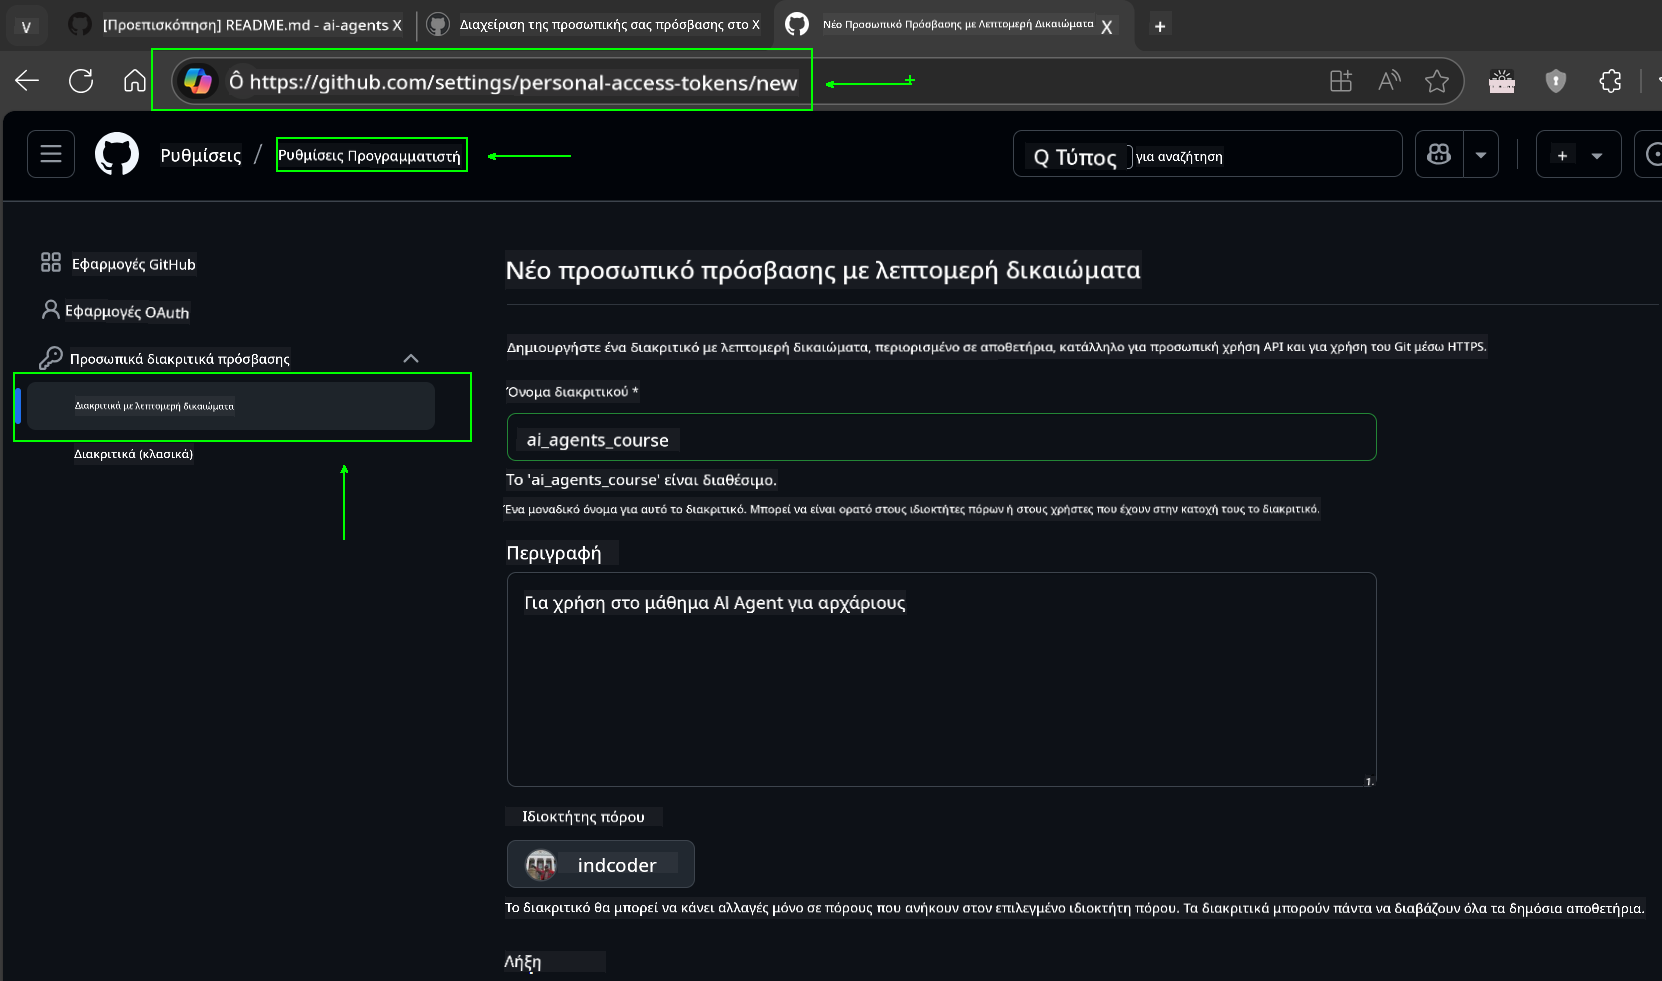 [Προεπισκόπηση] README.md - ai-agents X
Διαχείριση της προσωπικής σας πρόσβασης στο X
Νέο Προσωπικό Πρόσβασης με Λεπτομερή Δικαιώματα X
Ô https://github.com/settings/personal-access-tokens/new
Ρυθμίσεις / Ρυθμίσεις Προγραμματιστή
Q Τύπος για αναζήτηση
Εφαρμογές GitHub
Εφαρμογές OAuth
Προσωπικά διακριτικά πρόσβασης
Διακριτικά με λεπτομερή δικαιώματα
Διακριτικά (κλασικά)
Νέο προσωπικό πρόσβασης με λεπτομερή δικαιώματα
Δημιουργήστε ένα διακριτικό με λεπτομερή δικαιώματα, περιορισμένο σε αποθετήρια, κατάλληλο για προσωπική χρήση API και για χρήση του Git μέσω HTTPS.
Όνομα διακριτικού *
ai_agents_course
Το 'ai_agents_course' είναι διαθέσιμο.
Ένα μοναδικό όνομα για αυτό το διακριτικό. Μπορεί να είναι ορατό στους ιδιοκτήτες πόρων ή στους χρήστες που έχουν στην κατοχή τους το διακριτικό.
Περιγραφή
Για χρήση στο μάθημα AI Agent για αρχάριους
Ιδιοκτήτης πόρου
indcoder
Το διακριτικό θα μπορεί να κάνει αλλαγές μόνο σε πόρους που ανήκουν στον επιλεγμένο ιδιοκτήτη πόρου. Τα διακριτικά μπορούν πάντα να διαβάζουν όλα τα δημόσια αποθετήρια.
Λήξη